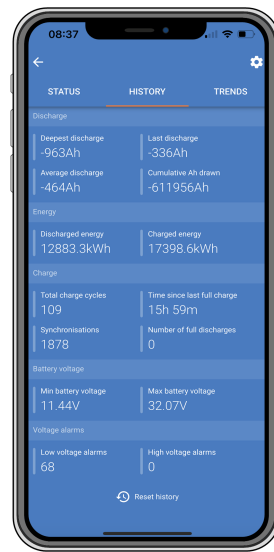 08:37
STATUS HISTORY TRENDS
Discharge
Deepest discharge Last discharge
-963Ah -336Ah
Average discharge Cumulative Ah drawn
-464Ah -611956Ah
Energy
Discharged energy Charged energy
12883.3kWh 17398.6kWh
Charge
Total charge cycles Time since last full charge
109 15h 59m
Synchronisations Number of full discharges
1878 0
Battery voltage
Min battery voltage Max battery voltage
11.44V 32.07V
Voltage alarms
Low voltage alarms High voltage alarms
68 0
Reset history